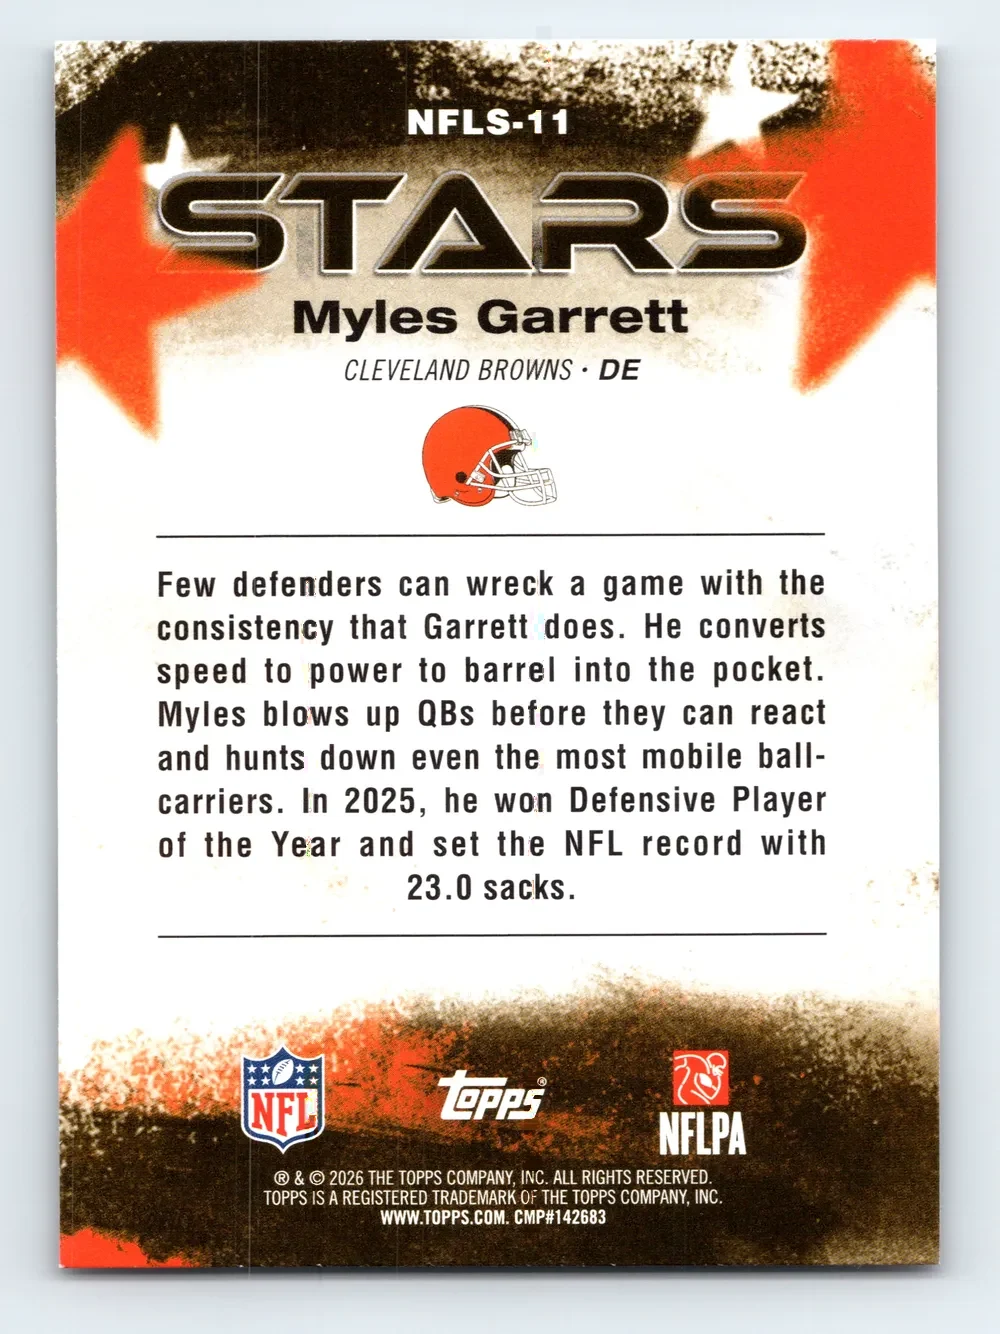 NFLS-11
STARS
Myles Garrett
CLEVELAND BROWNS • DE
Few defenders can wreck a game with the
consistency that Garrett does. He converts
speed to power to barrel into the pocket.
Myles blows up QBs before they can react
and hunts down even the most mobile ball-
carriers. In 2025, he won Defensive Player
of the Year and set the NFL record with
23.0 sacks.
NFL
topps®
NFLPA
® & © 2026 THE TOPPS COMPANY, INC. ALL RIGHTS RESERVED.
TOPPS IS A REGISTERED TRADEMARK OF THE TOPPS COMPANY, INC.
WWW.TOPPS.COM. CMP#142683